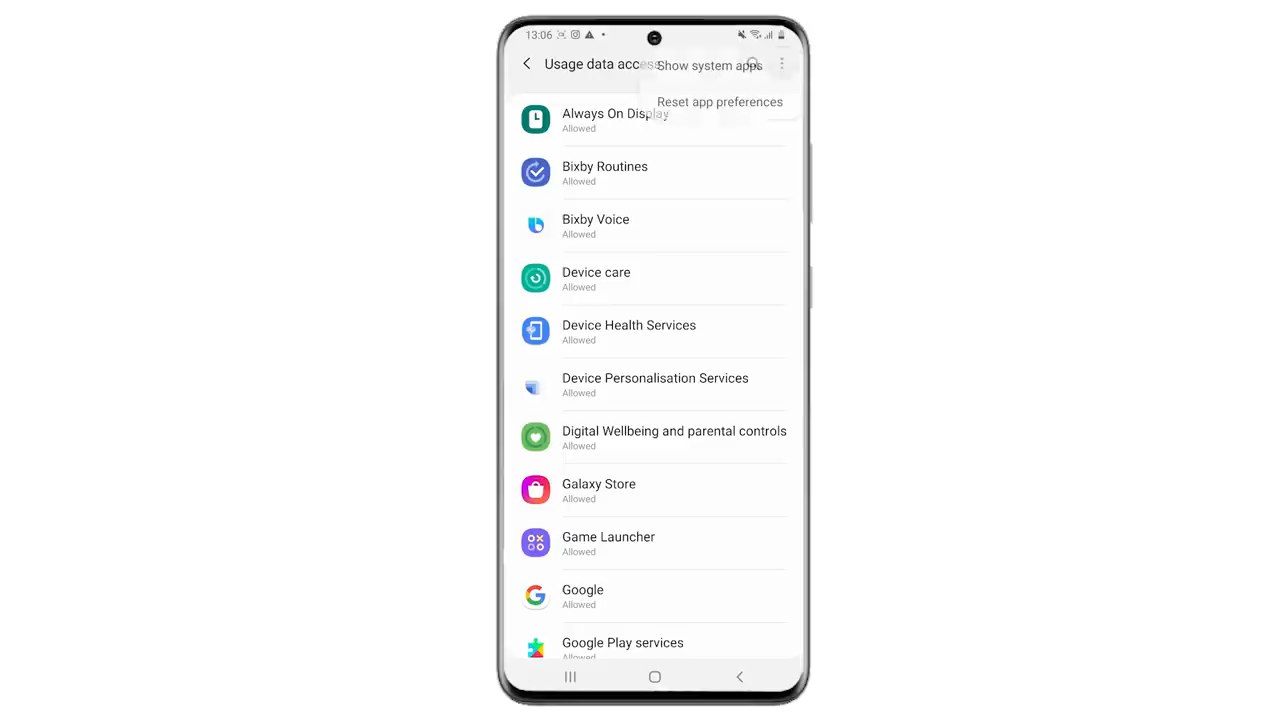 13:06
Usage data access
Show system apps
Reset app preferences
Always On Display
Allowed
Bixby Routines
Allowed
Bixby Voice
Allowed
Device care
Allowed
Device Health Services
Allowed
Device Personalisation Services
Allowed
Digital Wellbeing and parental controls
Allowed
Galaxy Store
Allowed
Game Launcher
Allowed
Google
Allowed
Google Play services
Allowed